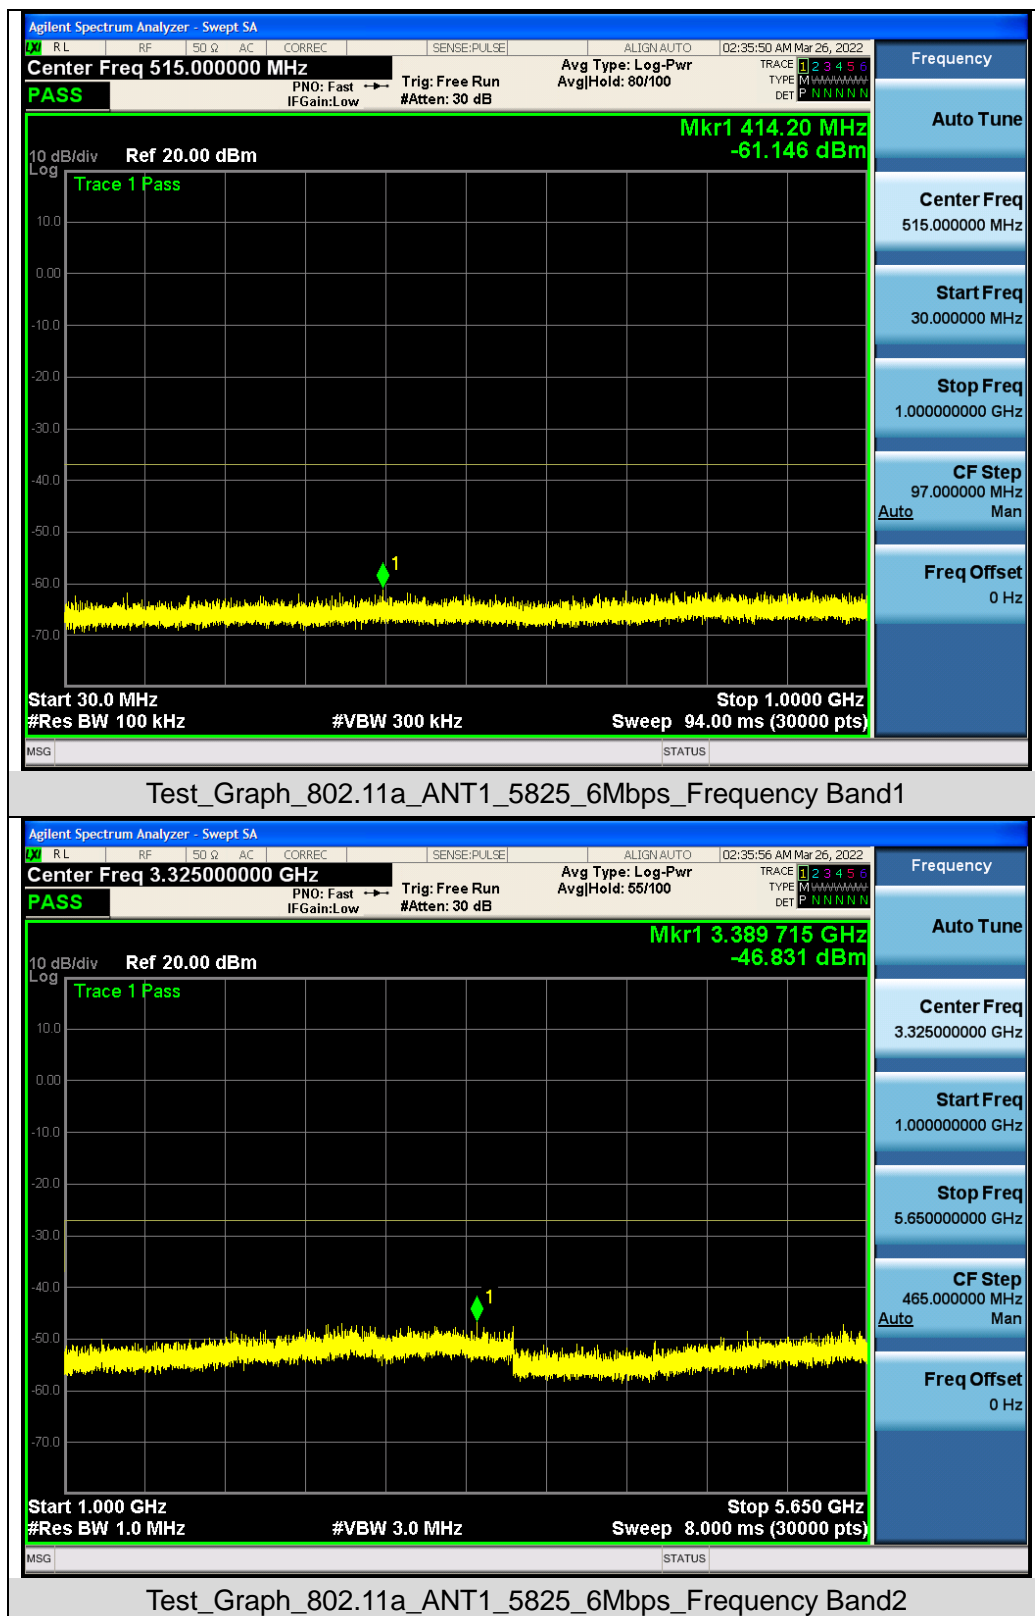 Agilent Spectrum Analyzer - Swept SA
LXI RL RF 50 Ω AC CORREC SENSE:PULSE ALIGN AUTO 02:35:50 AM Mar 26, 2022
Center Freq 515.000000 MHz
PASS
PNO: Fast
IFGain:Low
Trig: Free Run
#Atten: 30 dB
Avg Type: Log-Pwr
Avg|Hold: 80/100
TRACE 1 2 3 4 5 6
TYPE M WWWWW
DET P N N N N N
Mkr1 414.20 MHz
-61.146 dBm
10 dB/div Ref 20.00 dBm
Log
Trace 1 Pass
10.0
0.00
-10.0
-20.0
-30.0
-40.0
-50.0
-60.0
-70.0
1
Start 30.0 MHz Stop 1.0000 GHz
#Res BW 100 kHz #VBW 300 kHz Sweep 94.00 ms (30000 pts)
MSG STATUS
Frequency
Auto Tune
Center Freq
515.000000 MHz
Start Freq
30.000000 MHz
Stop Freq
1.000000000 GHz
CF Step
97.000000 MHz
Auto Man
Freq Offset
0 Hz
Test_Graph_802.11a_ANT1_5825_6Mbps_Frequency Band1
Agilent Spectrum Analyzer - Swept SA
LXI RL RF 50 Ω AC CORREC SENSE:PULSE ALIGN AUTO 02:35:56 AM Mar 26, 2022
Center Freq 3.325000000 GHz
PASS
PNO: Fast
IFGain:Low
Trig: Free Run
#Atten: 30 dB
Avg Type: Log-Pwr
Avg|Hold: 55/100
TRACE 1 2 3 4 5 6
TYPE M WWWWW
DET P N N N N N
Mkr1 3.389 715 GHz
-46.831 dBm
10 dB/div Ref 20.00 dBm
Log
Trace 1 Pass
10.0
0.00
-10.0
-20.0
-30.0
-40.0
-50.0
-60.0
-70.0
1
Start 1.000 GHz Stop 5.650 GHz
#Res BW 1.0 MHz #VBW 3.0 MHz Sweep 8.000 ms (30000 pts)
MSG STATUS
Frequency
Auto Tune
Center Freq
3.325000000 GHz
Start Freq
1.000000000 GHz
Stop Freq
5.650000000 GHz
CF Step
465.000000 MHz
Auto Man
Freq Offset
0 Hz
Test_Graph_802.11a_ANT1_5825_6Mbps_Frequency Band2